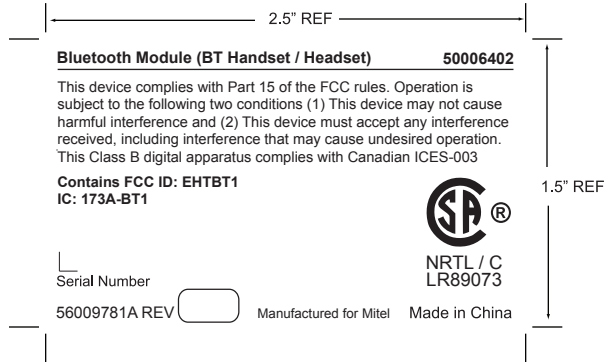 2.5” REF
Bluetooth Module (BT Handset / Headset) 50006402
This device complies with Part 15 of the FCC rules. Operation is
subject to the following two conditions (1) This device may not cause
harmful interference and (2) This device must accept any interference
received, including interference that may cause undesired operation.
This Class B digital apparatus complies with Canadian ICES-003
Contains FCC ID: EHTBT1
IC: 173A-BT1
1.5” REF
SA ®
NRTL / C
LR89073
Serial Number
56009781A REV Manufactured for Mitel Made in China